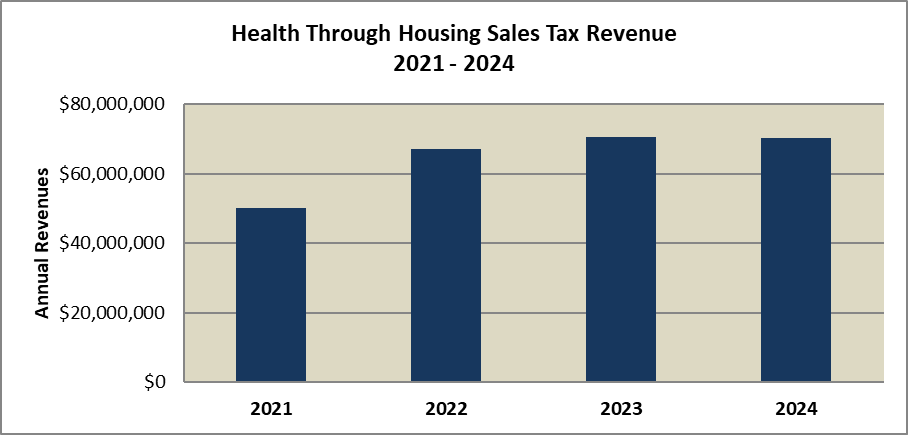 Health Through Housing Sales Tax Revenue
2021 - 2024
Annual Revenues
$80,000,000
$60,000,000
$40,000,000
$20,000,000
$0
2021 2022 2023 2024